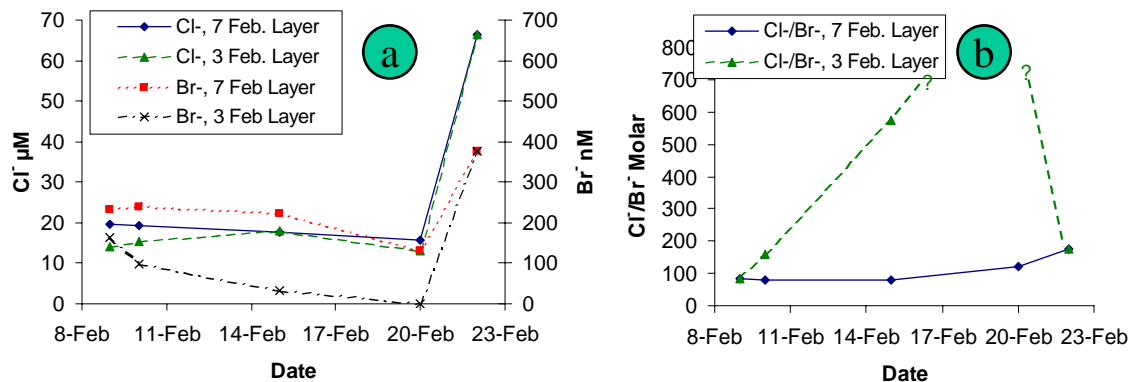 70
60
50
40
30
20
10
0
Cl⁻ µM
Cl-, 7 Feb. Layer
Cl-, 3 Feb. Layer
Br-, 7 Feb. Layer
Br-, 3 Feb Layer
a
700
600
500
400
300
200
100
0
Br⁻ nM
8-Feb 11-Feb 14-Feb 17-Feb 20-Feb 23-Feb
Date
Cl-/Br-, 7 Feb. Layer
Cl-/Br-, 3 Feb. Layer
b
800
700
600
500
400
300
200
100
0
Cl⁻/Br⁻ Molar
?
?
8-Feb 11-Feb 14-Feb 17-Feb 20-Feb 23-Feb
Date